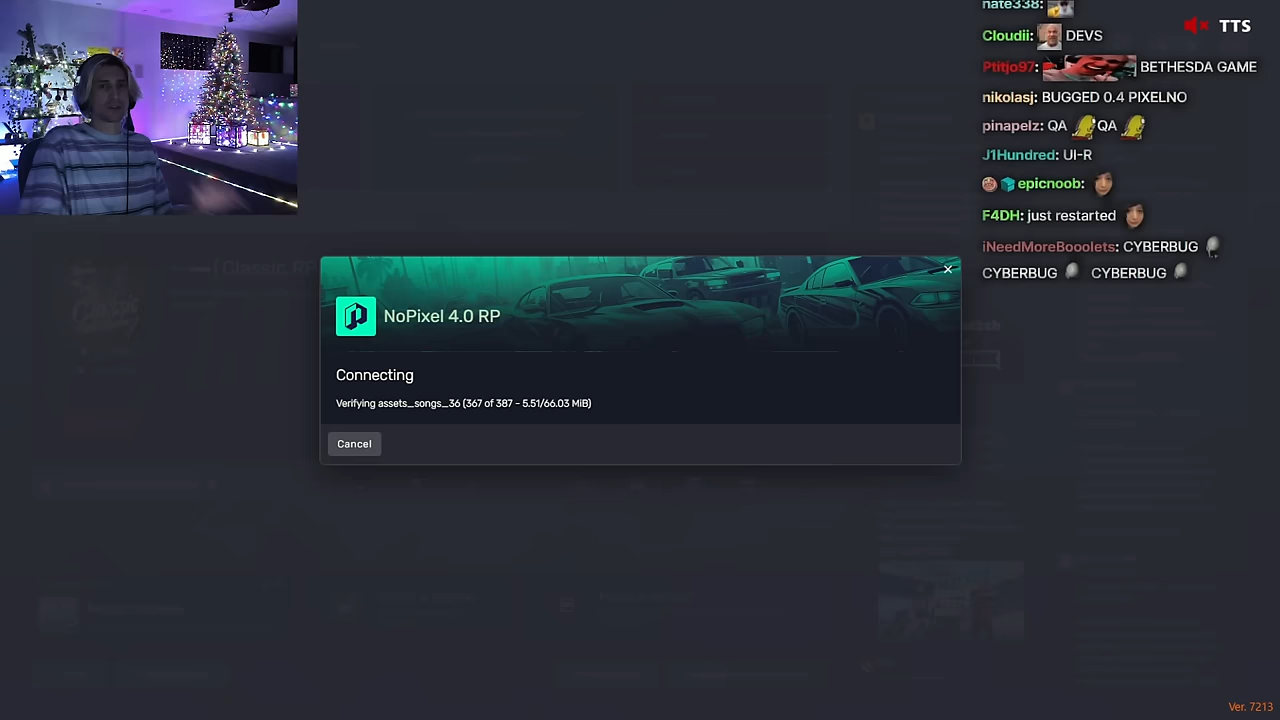 nate338:
TTS
Cloudii: DEVS
Ptitjo97: BETHESDA GAME
nikolasj: BUGGED 0.4 PIXELNO
pinapelz: QA QA
J1Hundred: UI-R
epicnoob:
F4DH: just restarted
iNeedMoreBooolets: CYBERBUG
CYBERBUG CYBERBUG
[Classic RP
NoPixel 4.0 RP
Connecting
Verifying assets_songs_36 (367 of 387 - 5.51/66.03 MiB)
Cancel
Ver. 7213